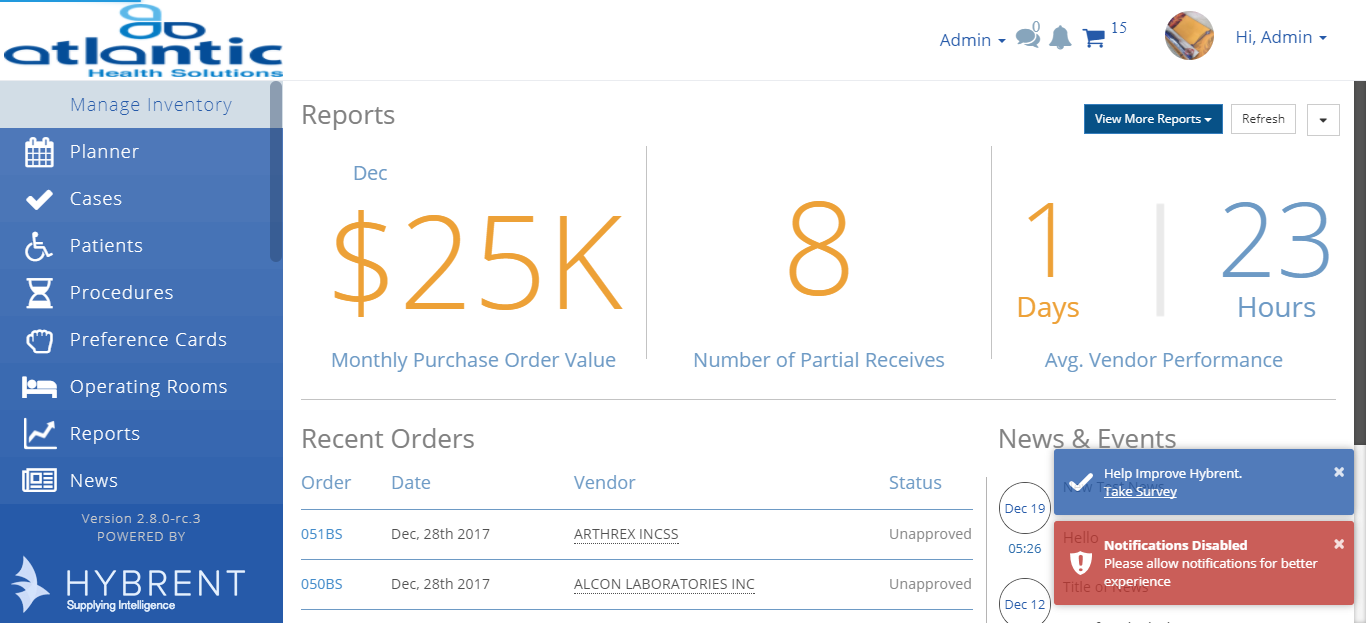 atlantic
Health Solutions
Admin
0
15
Hi, Admin
Manage Inventory
Planner
Cases
Patients
Procedures
Preference Cards
Operating Rooms
Reports
News
Version 2.8.0-rc.3
POWERED BY
HYBRENT
Supplying Intelligence
Reports
View More Reports
Refresh
Dec
$25K
Monthly Purchase Order Value
8
Number of Partial Receives
1
Days
23
Hours
Avg. Vendor Performance
Recent Orders
Order Date Vendor Status
051BS Dec, 28th 2017 ARTHREX INCSS Unapproved
050BS Dec, 28th 2017 ALCON LABORATORIES INC Unapproved
News & Events
Dec 19
05:26
Hello
Dec 12
Title of News
Help Improve Hybrent.
Take Survey
Notifications Disabled
Please allow notifications for better
experience